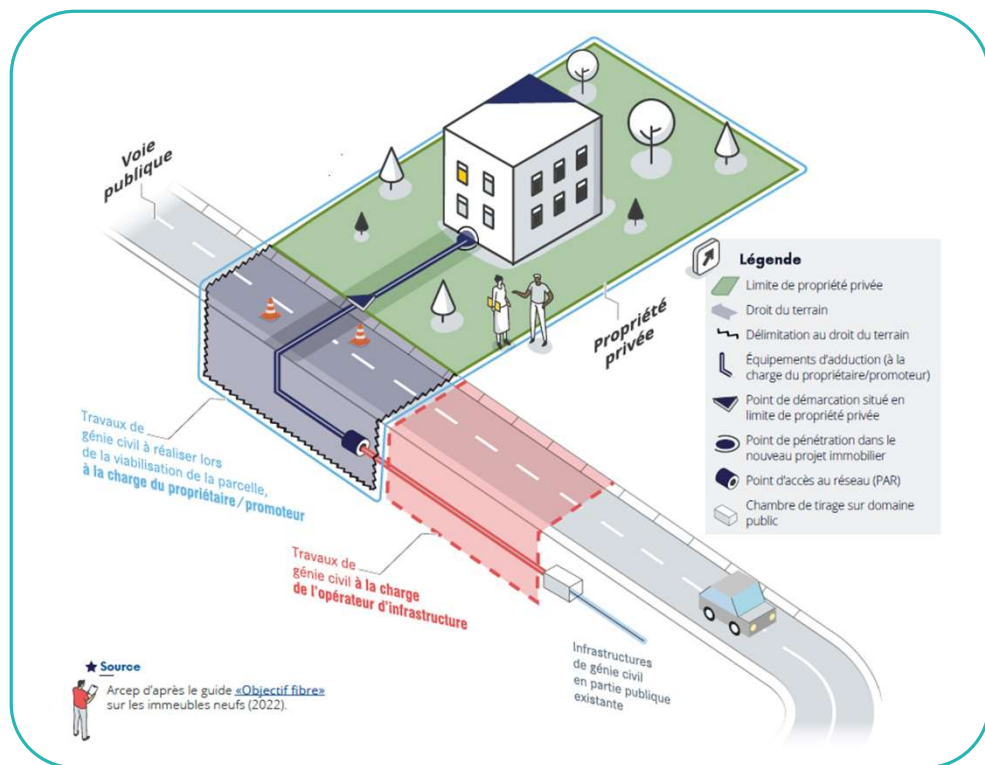 Voie
publique
Propriété
privée
Légende
Limite de propriété privée
Droit du terrain
Délimitation au droit du terrain
Équipements d'adduction (à la
charge du propriétaire/promoteur)
Point de démarcation situé en
limite de propriété privée
Point de pénétration dans le
nouveau projet immobilier
Point d'accès au réseau (PAR)
Chambre de tirage sur domaine
public
Travaux de
génie civil à réaliser lors
de la viabilisation de la parcelle,
à la charge du propriétaire/promoteur
Travaux de
génie civil à la charge
de l'opérateur d'infrastructure
Infrastructures
de génie civil
en partie publique
existante
Source
Arcep d'après le guide «Objectif fibre»
sur les immeubles neufs (2022).